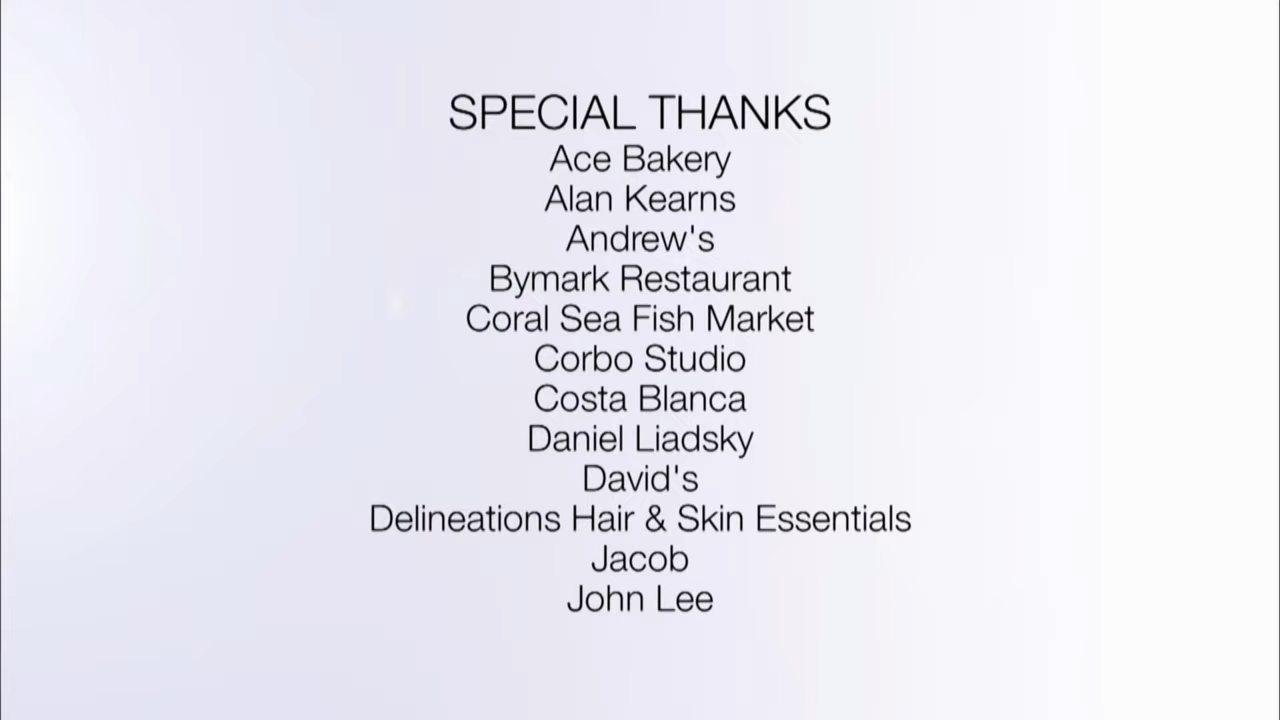 SPECIAL THANKS
Ace Bakery
Alan Kearns
Andrew's
Bymark Restaurant
Coral Sea Fish Market
Corbo Studio
Costa Blanca
Daniel Liadsky
David's
Delineations Hair & Skin Essentials
Jacob
John Lee